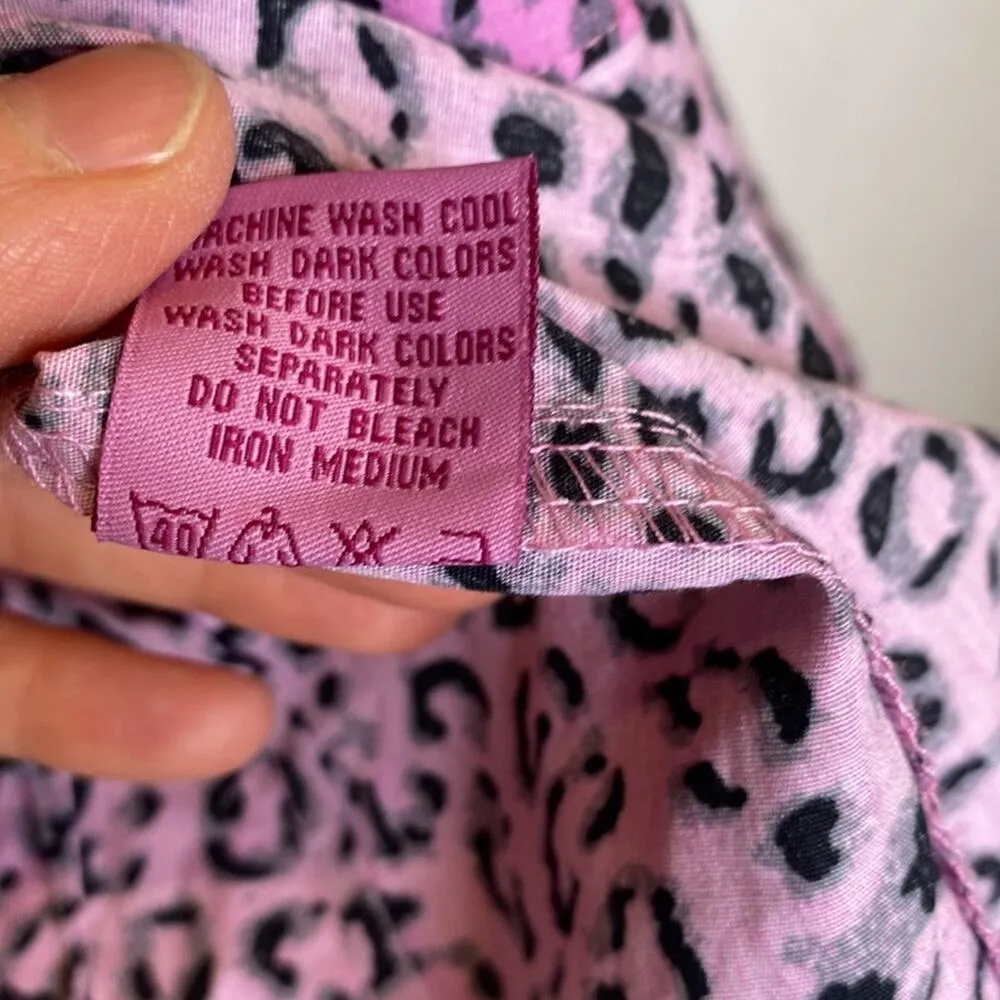 MACHINE WASH COOL
WASH DARK COLORS
BEFORE USE
WASH DARK COLORS
SEPARATELY
DO NOT BLEACH
IRON MEDIUM
40